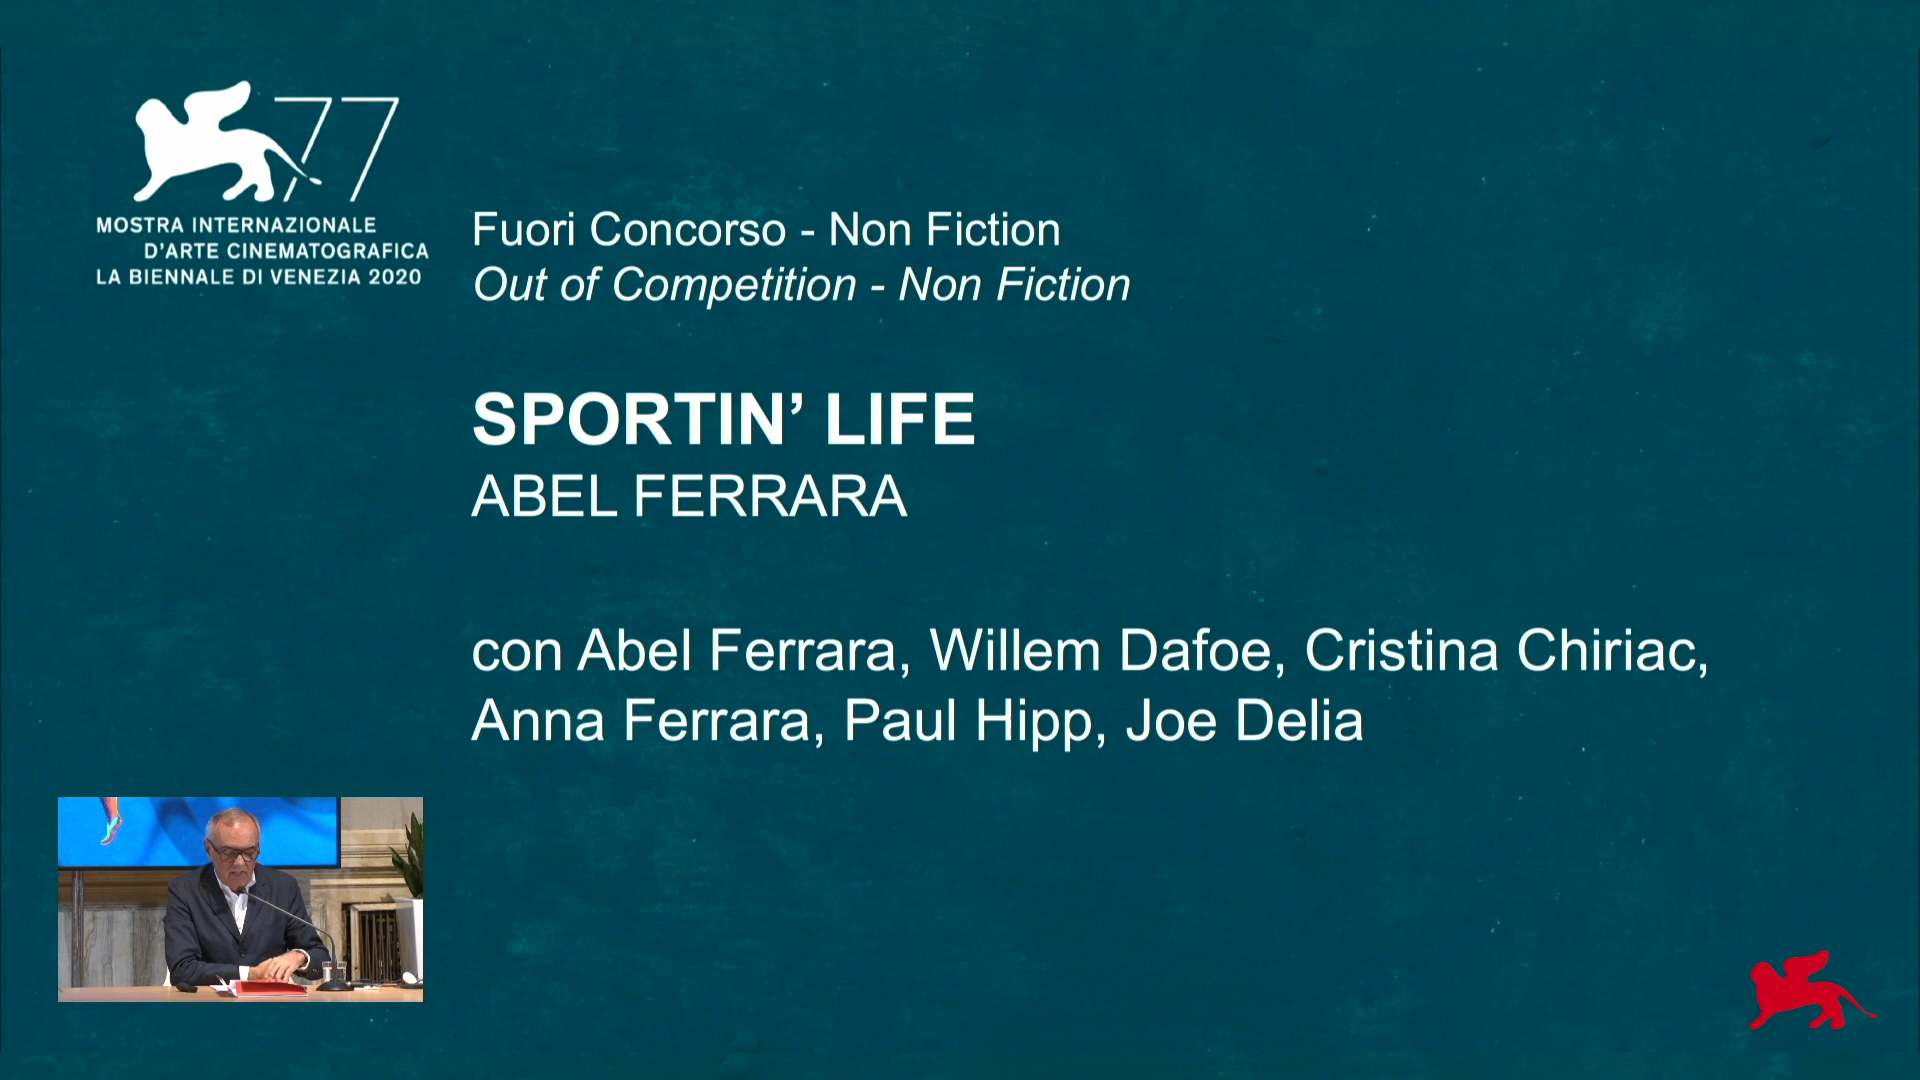 77
MOSTRA INTERNAZIONALE
D'ARTE CINEMATOGRAFICA
LA BIENNALE DI VENEZIA 2020
Fuori Concorso - Non Fiction
Out of Competition - Non Fiction
SPORTIN’ LIFE
ABEL FERRARA
con Abel Ferrara, Willem Dafoe, Cristina Chiriac,
Anna Ferrara, Paul Hipp, Joe Delia